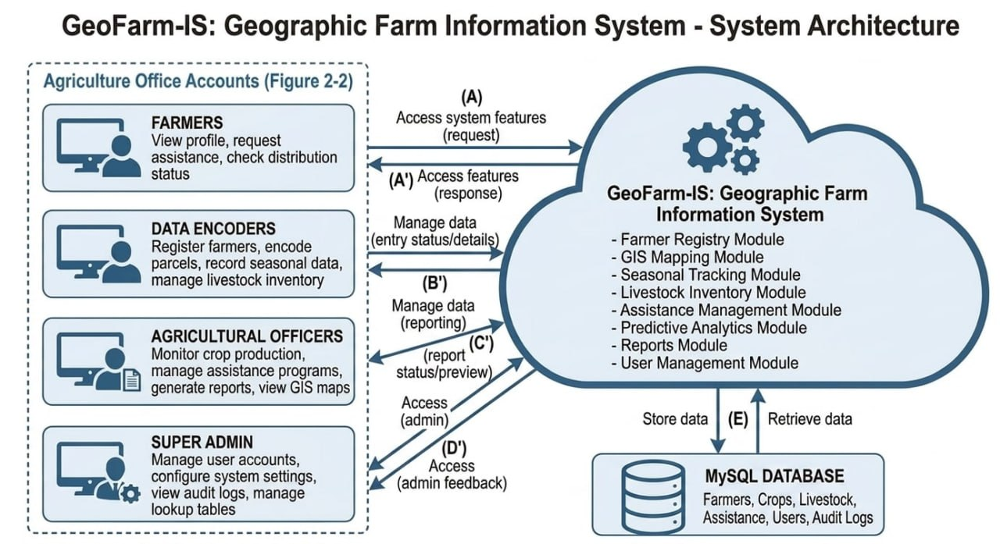 GeoFarm-IS: Geographic Farm Information System - System Architecture
Agriculture Office Accounts (Figure 2-2)
FARMERS
View profile, request
assistance, check distribution
status
DATA ENCODERS
Register farmers, encode
parcels, record seasonal data,
manage livestock inventory
AGRICULTURAL OFFICERS
Monitor crop production,
manage assistance programs,
generate reports, view GIS maps
SUPER ADMIN
Manage user accounts,
configure system settings,
view audit logs, manage
lookup tables
(A)
Access system features
(request)
(A') Access features
(response)
Manage data
(entry status/details)
(B')
Manage data
(reporting)
(C')
(report
status/preview)
Access
(admin)
(D')
Access
(admin feedback)
GeoFarm-IS: Geographic Farm
Information System
- Farmer Registry Module
- GIS Mapping Module
- Seasonal Tracking Module
- Livestock Inventory Module
- Assistance Management Module
- Predictive Analytics Module
- Reports Module
- User Management Module
Store data (E) Retrieve data
MySQL DATABASE
Farmers, Crops, Livestock,
Assistance, Users, Audit Logs